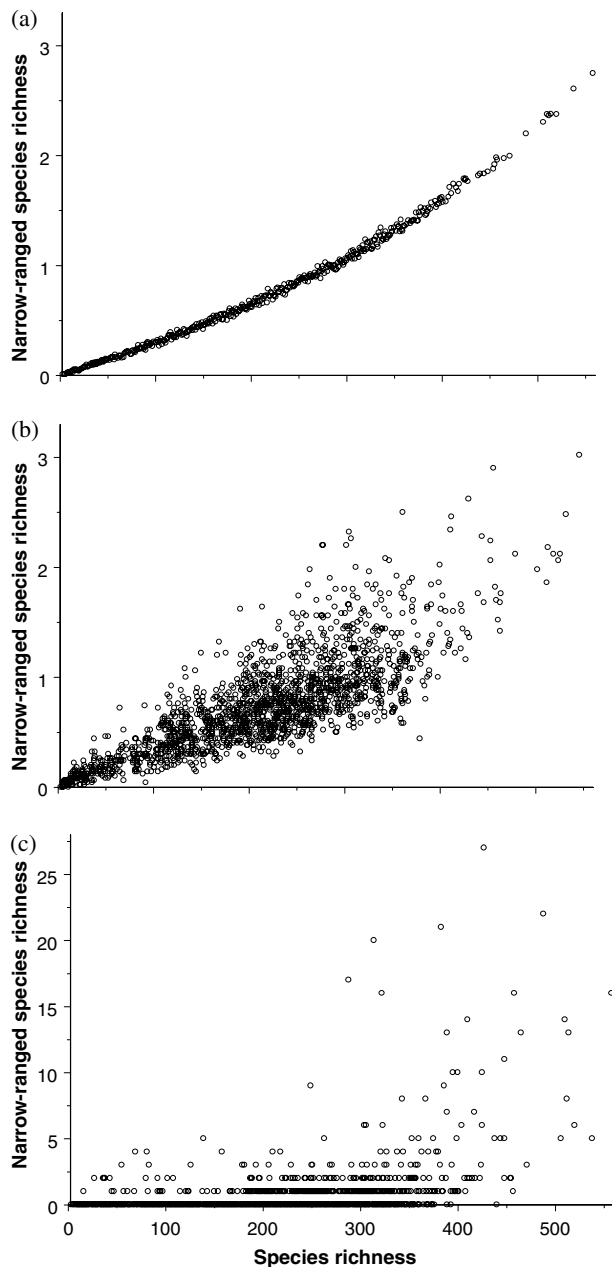 (a)
Narrow-ranged species richness
3
2
1
0
(b)
Narrow-ranged species richness
3
2
1
0
(c)
Narrow-ranged species richness
25
20
15
10
5
0
0 100 200 300 400 500
Species richness